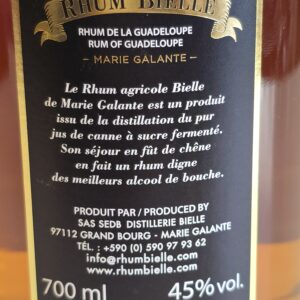 RHUM BIELLE
RHUM DE LA GUADELOUPE
RUM OF GUADELOUPE
- MARIE GALANTE -
Le Rhum agricole Bielle
de Marie Galante est un produit
issu de la distillation du pur
jus de canne à sucre fermenté.
Son séjour en fût de chêne
en fait un rhum digne
des meilleurs alcool de bouche.
PRODUIT PAR / PRODUCED BY
SAS SEDB DISTILLERIE BIELLE
97112 GRAND BOURG - MARIE GALANTE
TÉL. : +590 (0) 590 97 93 62
info@rhumbielle.com
www.rhumbielle.com
700 ml 45% vol.